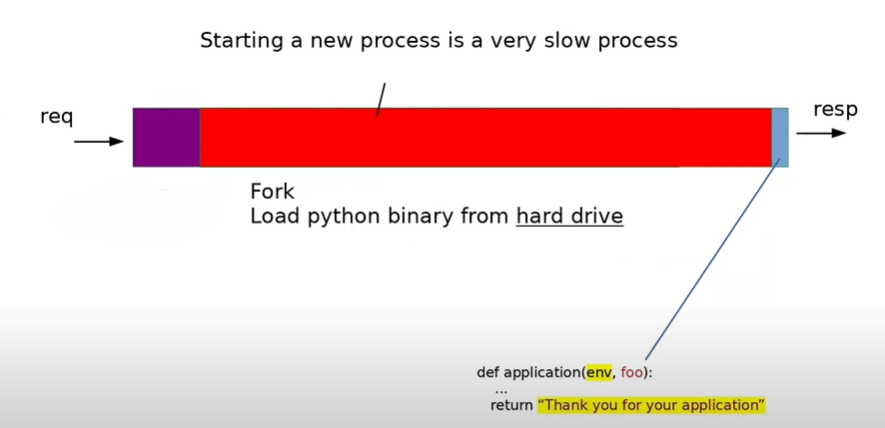 Starting a new process is a very slow process
req
resp
Fork
Load python binary from hard drive
def application(env, foo):
...
return “Thank you for your application”